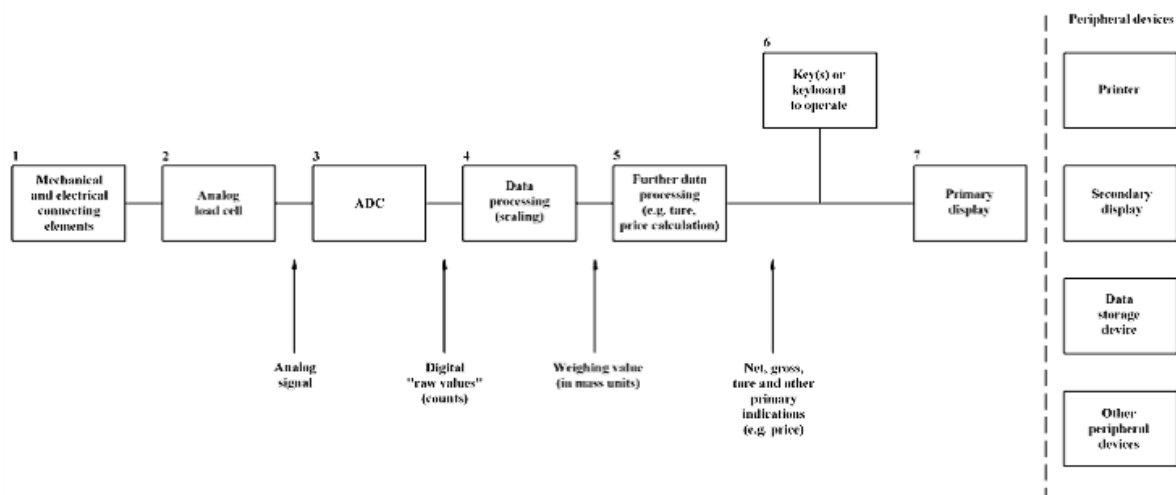 Peripheral devices
6
Key(s) or
keyboard
to operate
Printer
1
Mechanical
and electrical
connecting
elements
2
Analog
load cell
3
ADC
4
Data
processing
(scaling)
5
Further data
processing
(e.g. tare,
price calculation)
7
Primary
display
Secondary
display
Analog
signal
Digital
"raw values"
(counts)
Weighing value
(in mass units)
Net, gross,
tare and other
primary
indications
(e.g. price)
Data
storage
device
Other
peripheral
devices